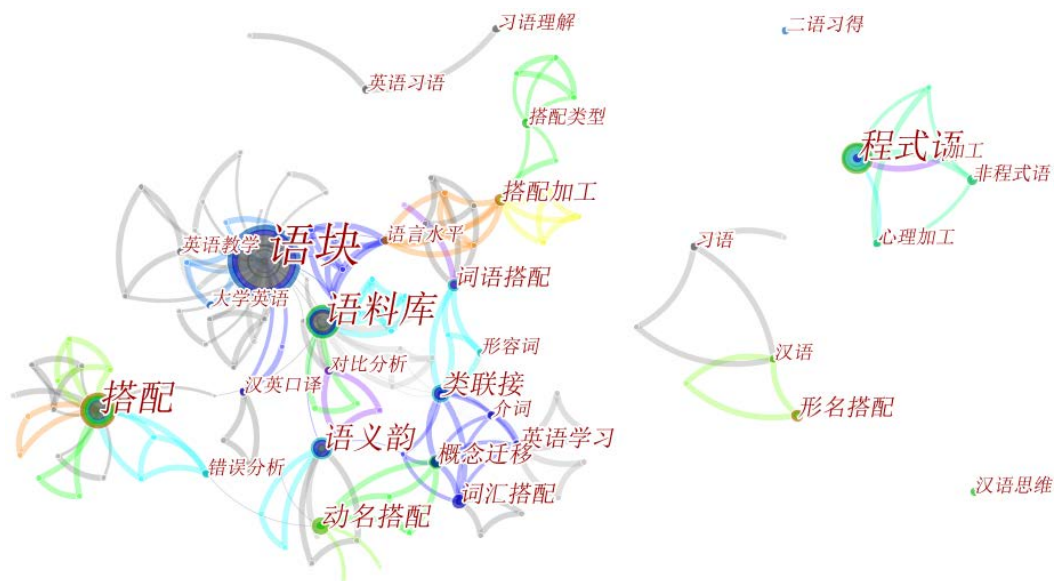 习语理解
二语习得
英语习语
搭配类型
程式语
加工
非程式语
搭配加工
心理加工
语言水平
习语
英语教学
语块
词语搭配
大学英语
语料库
形容词
汉语
对比分析
类联接
汉英口译
搭配
介词
形名搭配
语义韵
英语学习
概念迁移
错误分析
词汇搭配
汉语思维
动名搭配